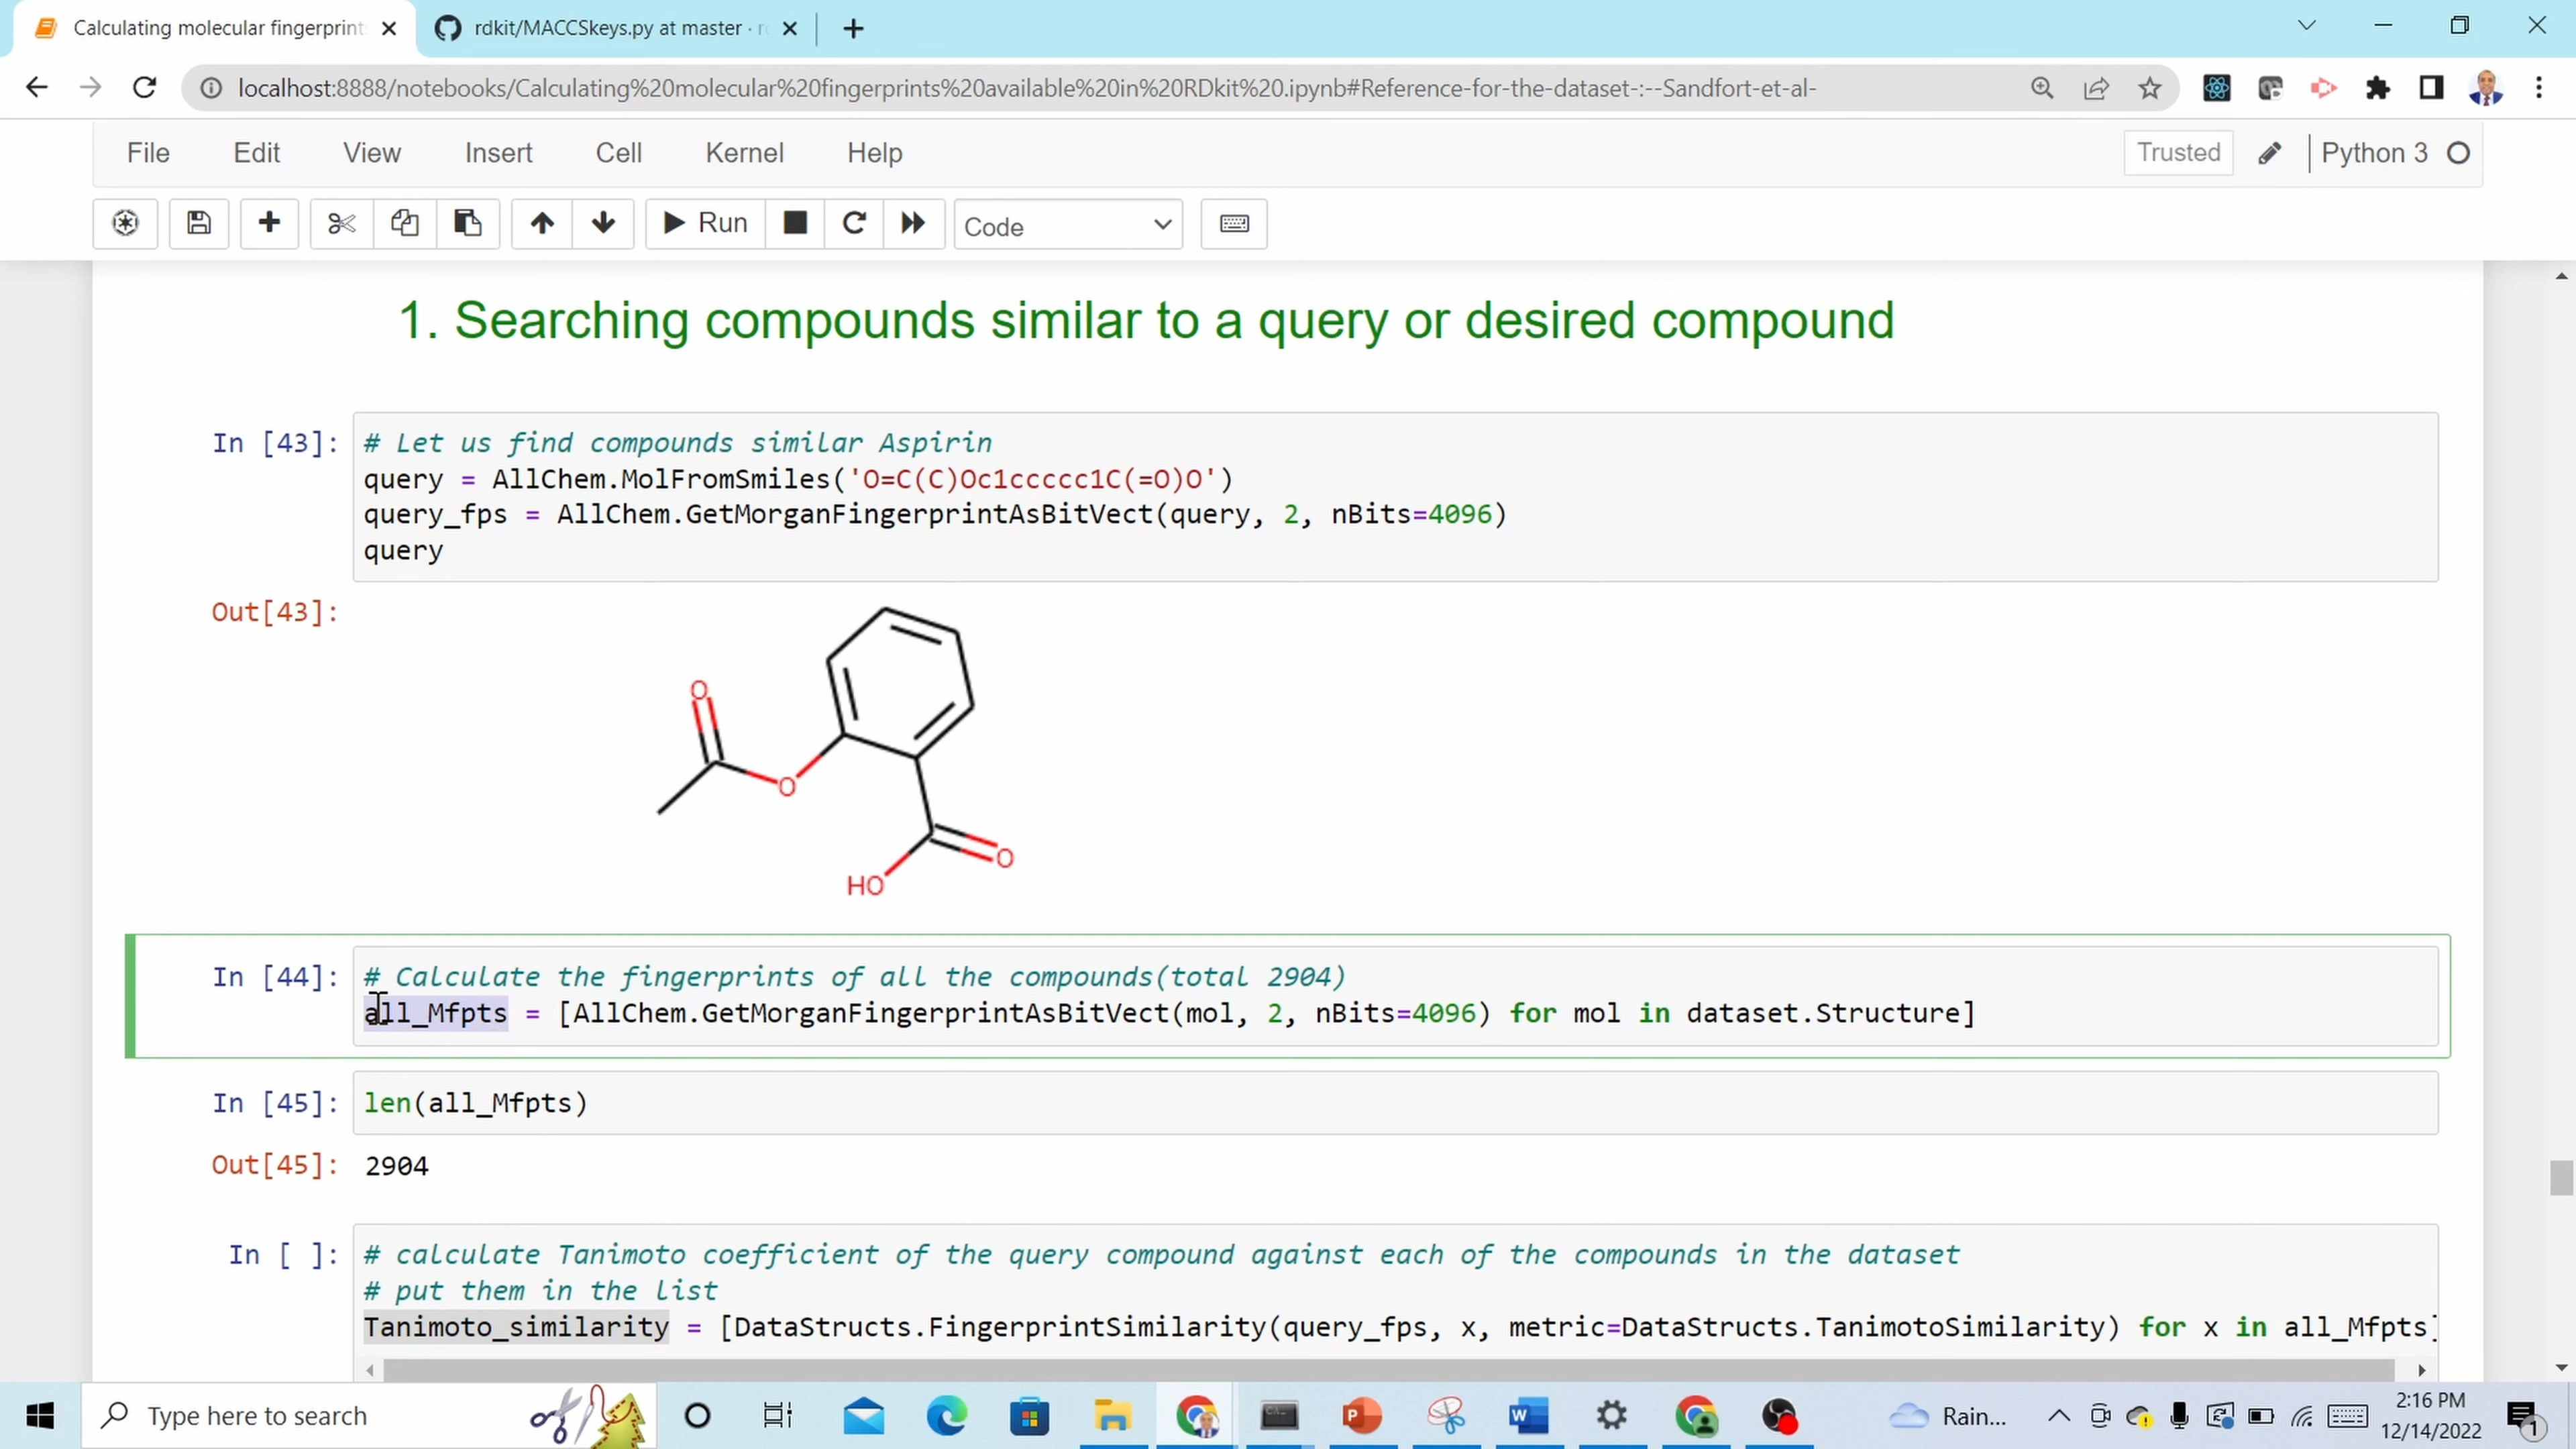 Calculating molecular fingerprint
rdkit/MACCSkeys.py at master · r
localhost:8888/notebooks/Calculating%20molecular%20fingerprints%20available%20in%20RDkit%20.ipynb#Reference-for-the-dataset-:--Sandfort-et-al-
File Edit View Insert Cell Kernel Help Trusted Python 3
Run Code
1. Searching compounds similar to a query or desired compound
In [43]: # Let us find compounds similar Aspirin
query = AllChem.MolFromSmiles('O=C(C)Oc1ccccc1C(=O)O')
query_fps = AllChem.GetMorganFingerprintAsBitVect(query, 2, nBits=4096)
query
Out[43]:
O
O
O
HO
In [44]: # Calculate the fingerprints of all the compounds(total 2904)
all_Mfpts = [AllChem.GetMorganFingerprintAsBitVect(mol, 2, nBits=4096) for mol in dataset.Structure]
In [45]: len(all_Mfpts)
Out[45]: 2904
In [ ]: # calculate Tanimoto coefficient of the query compound against each of the compounds in the dataset
# put them in the list
Tanimoto_similarity = [DataStructs.FingerprintSimilarity(query_fps, x, metric=DataStructs.TanimotoSimilarity) for x in all_Mfpts]
Type here to search
Rain...
2:16 PM
12/14/2022
1